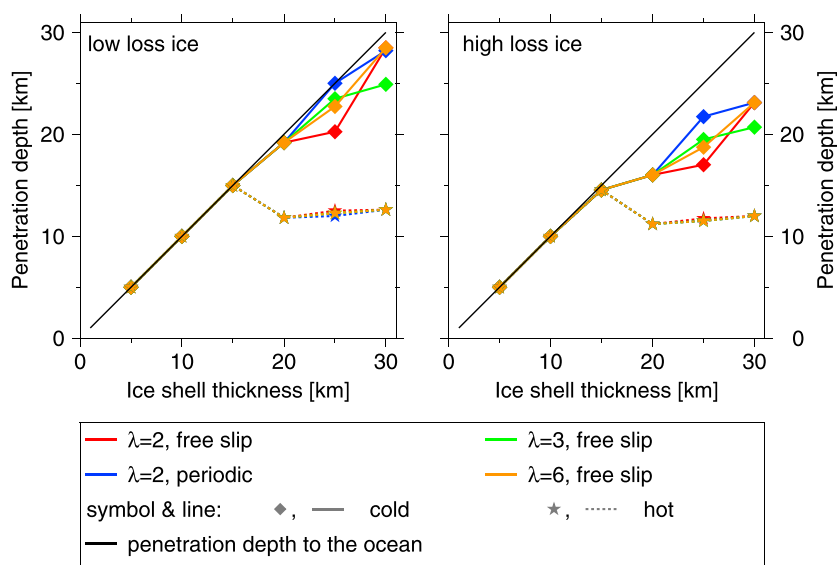 low loss ice
high loss ice
Penetration depth [km]
30
20
10
0
0 10 20 30
Ice shell thickness [km]
0 10 20 30
Ice shell thickness [km]
30
20
10
0
Penetration depth [km]
λ=2, free slip
λ=3, free slip
λ=2, periodic
λ=6, free slip
symbol & line: , cold , hot
penetration depth to the ocean